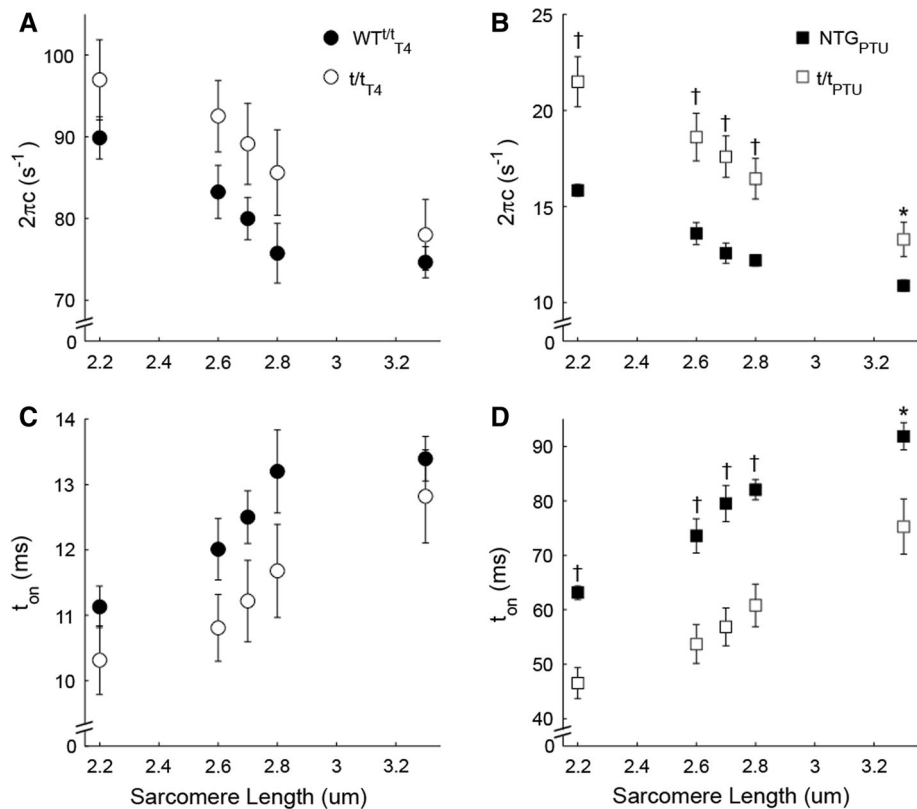 A
WT^t/t_T4
t/t_T4
2πc (s⁻¹)
100
90
80
70
0
2.2 2.4 2.6 2.8 3 3.2
B
NTG_PTU
t/t_PTU
2πc (s⁻¹)
25
20
15
10
0
† † † † *
2.2 2.4 2.6 2.8 3 3.2
C
t_on (ms)
14
13
12
11
10
0
2.2 2.4 2.6 2.8 3 3.2
Sarcomere Length (um)
D
t_on (ms)
90
80
70
60
50
40
0
† † † † *
2.2 2.4 2.6 2.8 3 3.2
Sarcomere Length (um)